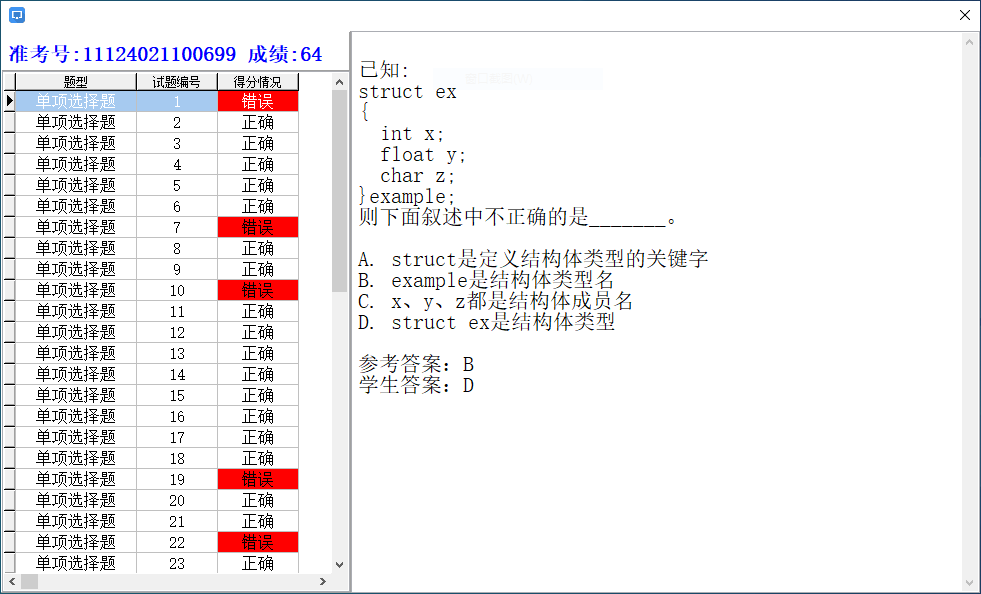 准考号:11124021100699 成绩:64
题型 试题编号 得分情况
单项选择题 1 错误
单项选择题 2 正确
单项选择题 3 正确
单项选择题 4 正确
单项选择题 5 正确
单项选择题 6 正确
单项选择题 7 错误
单项选择题 8 正确
单项选择题 9 正确
单项选择题 10 错误
单项选择题 11 正确
单项选择题 12 正确
单项选择题 13 正确
单项选择题 14 正确
单项选择题 15 正确
单项选择题 16 正确
单项选择题 17 正确
单项选择题 18 正确
单项选择题 19 错误
单项选择题 20 正确
单项选择题 21 正确
单项选择题 22 错误
单项选择题 23 正确
已知:
struct ex
{
int x;
float y;
char z;
}example;
则下面叙述中不正确的是_______。
A. struct是定义结构体类型的关键字
B. example是结构体类型名
C. x、y、z都是结构体成员名
D. struct ex是结构体类型
参考答案：B
学生答案：D